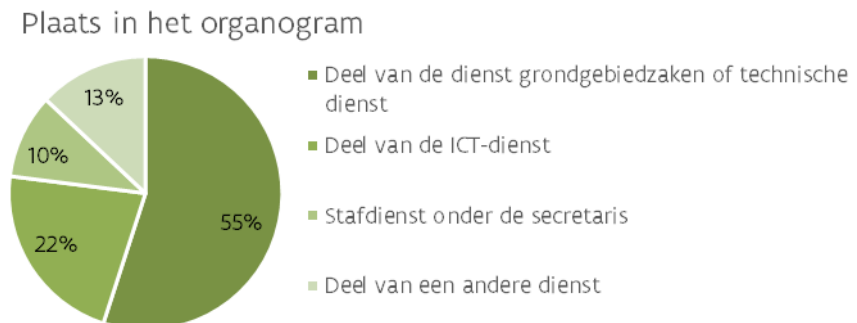 Plaats in het organogram
13%
10%
22%
55%
Deel van de dienst grondgebiedzaken of technische
dienst
Deel van de ICT-dienst
Stafdienst onder de secretaris
Deel van een andere dienst